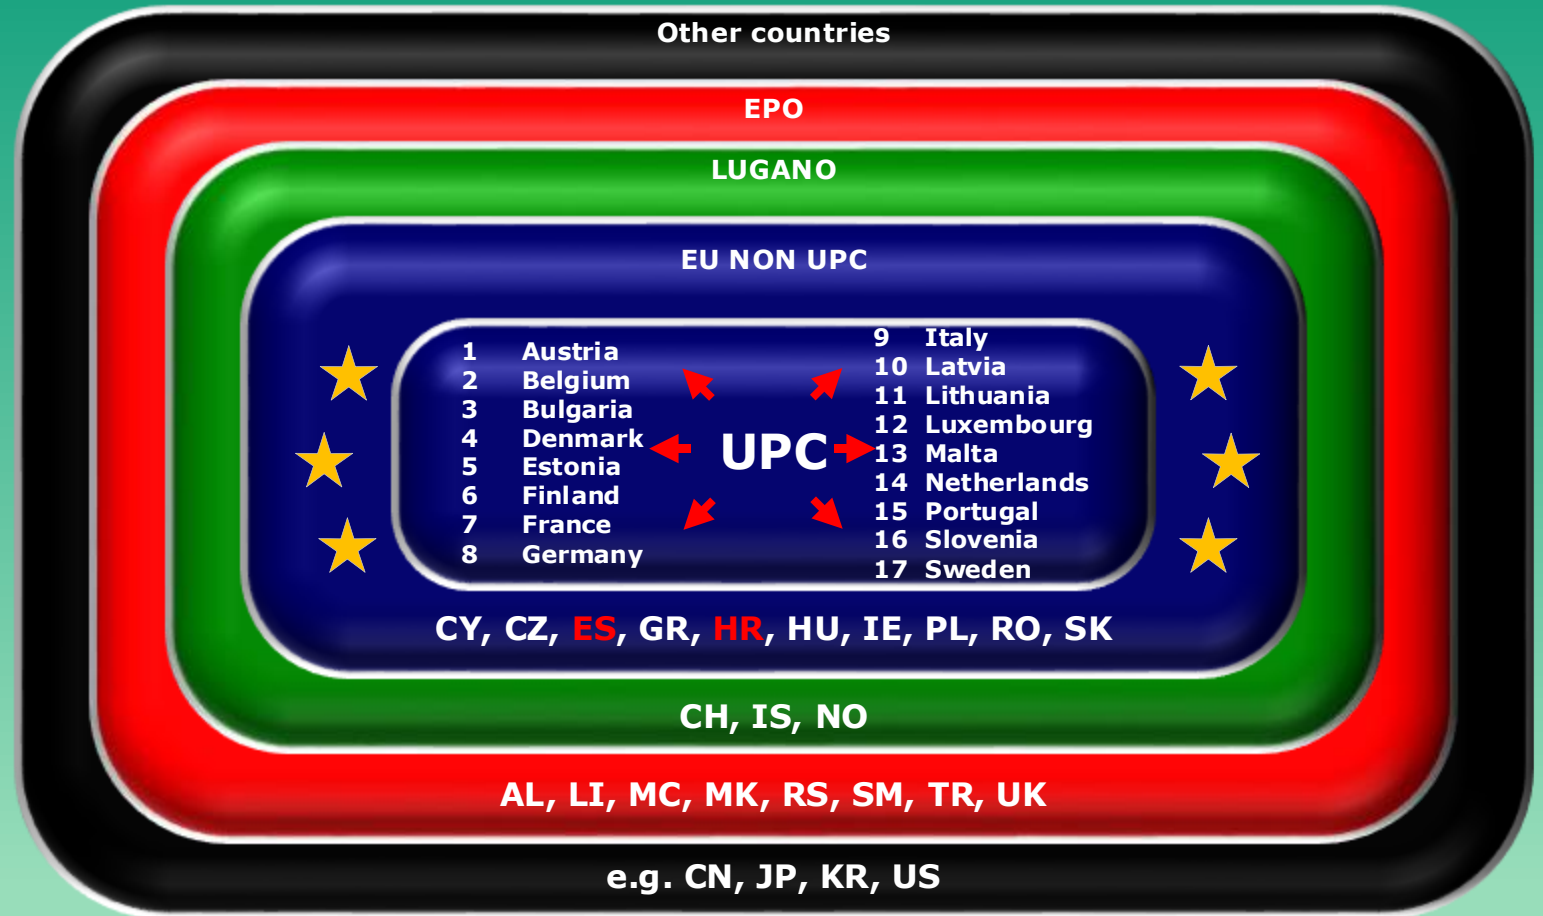 Other countries
EPO
LUGANO
EU NON UPC
1 Austria
2 Belgium
3 Bulgaria
4 Denmark
5 Estonia
6 Finland
7 France
8 Germany
UPC
9 Italy
10 Latvia
11 Lithuania
12 Luxembourg
13 Malta
14 Netherlands
15 Portugal
16 Slovenia
17 Sweden
CY, CZ, ES, GR, HR, HU, IE, PL, RO, SK
CH, IS, NO
AL, LI, MC, MK, RS, SM, TR, UK
e.g. CN, JP, KR, US